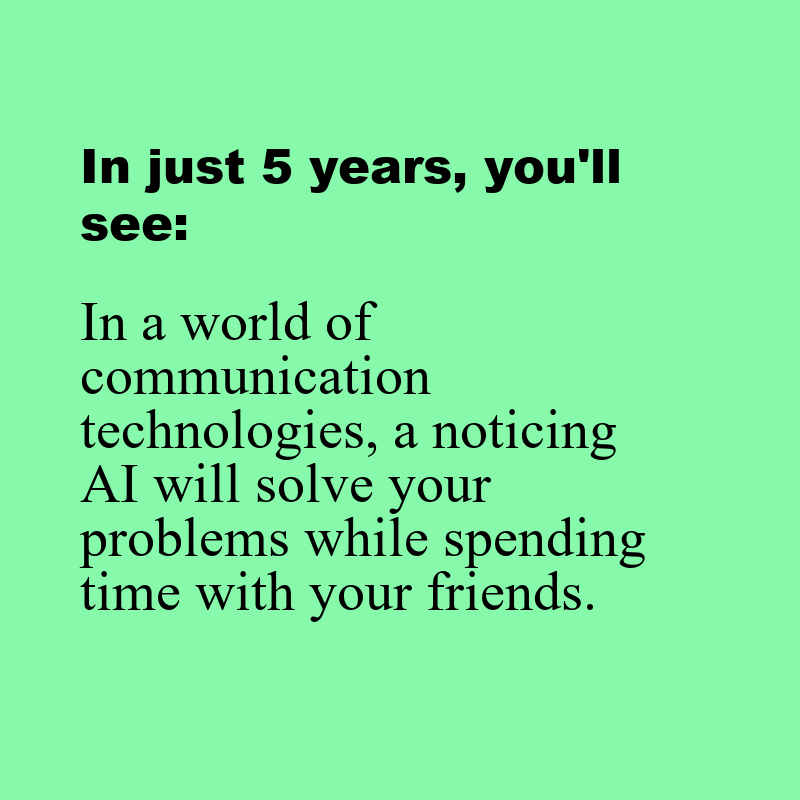 In just 5 years, you'll
see:
In a world of
communication
technologies, a noticing
AI will solve your
problems while spending
time with your friends.